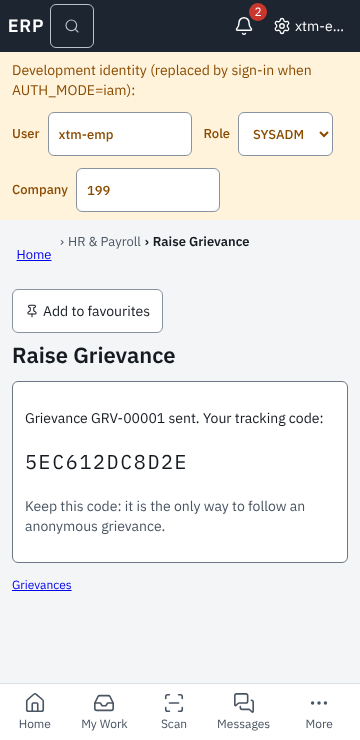 ERP
2
xtm-e...
Development identity (replaced by sign-in when
AUTH_MODE=iam):
User xtm-emp Role SYSADM
Company 199
Home › HR & Payroll › Raise Grievance
Add to favourites
Raise Grievance
Grievance GRV-00001 sent. Your tracking code:
5EC612DC8D2E
Keep this code: it is the only way to follow an
anonymous grievance.
Grievances
Home My Work Scan Messages More